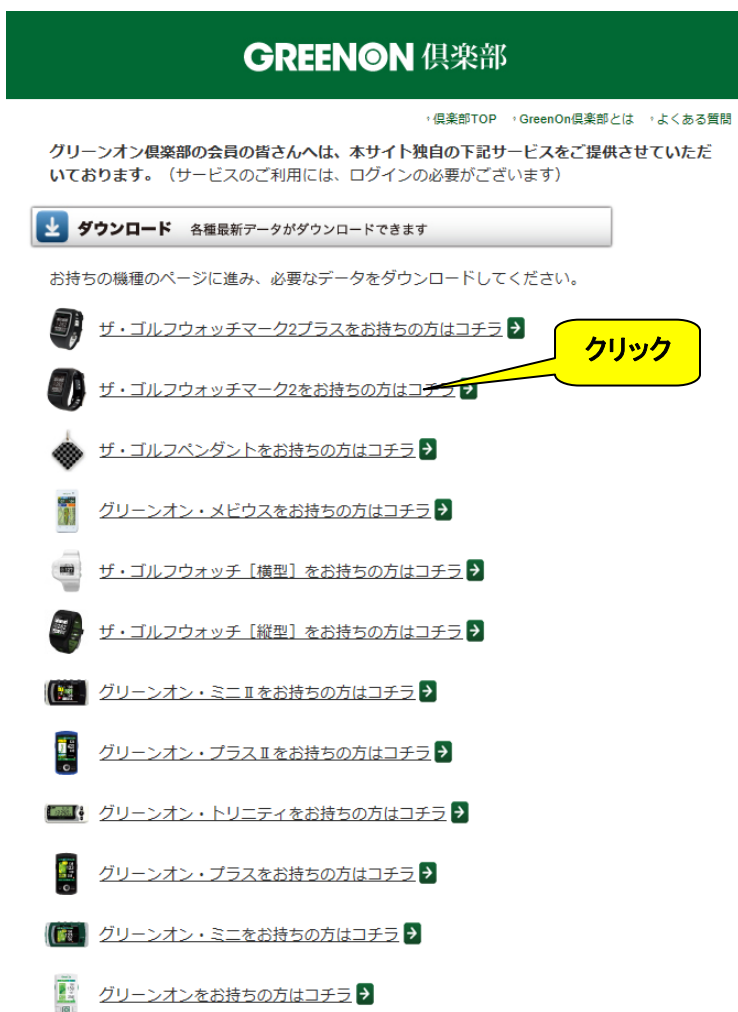 GREENON 倶楽部
倶楽部TOP GreenOn倶楽部とは よくある質問
グリーンオン倶楽部の会員の皆さんへは、本サイト独自の下記サービスをご提供させていただ
いております。（サービスのご利用には、ログインの必要がございます）
ダウンロード 各種最新データがダウンロードできます
お持ちの機種のページに進み、必要なデータをダウンロードしてください。
ザ・ゴルフウォッチマーク2プラスをお持ちの方はコチラ
クリック
ザ・ゴルフウォッチマーク2をお持ちの方はコチラ
ザ・ゴルフペンダントをお持ちの方はコチラ
グリーンオン・メビウスをお持ちの方はコチラ
ザ・ゴルフウォッチ［横型］をお持ちの方はコチラ
ザ・ゴルフウォッチ［縦型］をお持ちの方はコチラ
グリーンオン・ミニⅡをお持ちの方はコチラ
グリーンオン・プラスⅡをお持ちの方はコチラ
グリーンオン・トリニティをお持ちの方はコチラ
グリーンオン・プラスをお持ちの方はコチラ
グリーンオン・ミニをお持ちの方はコチラ
グリーンオンをお持ちの方はコチラ